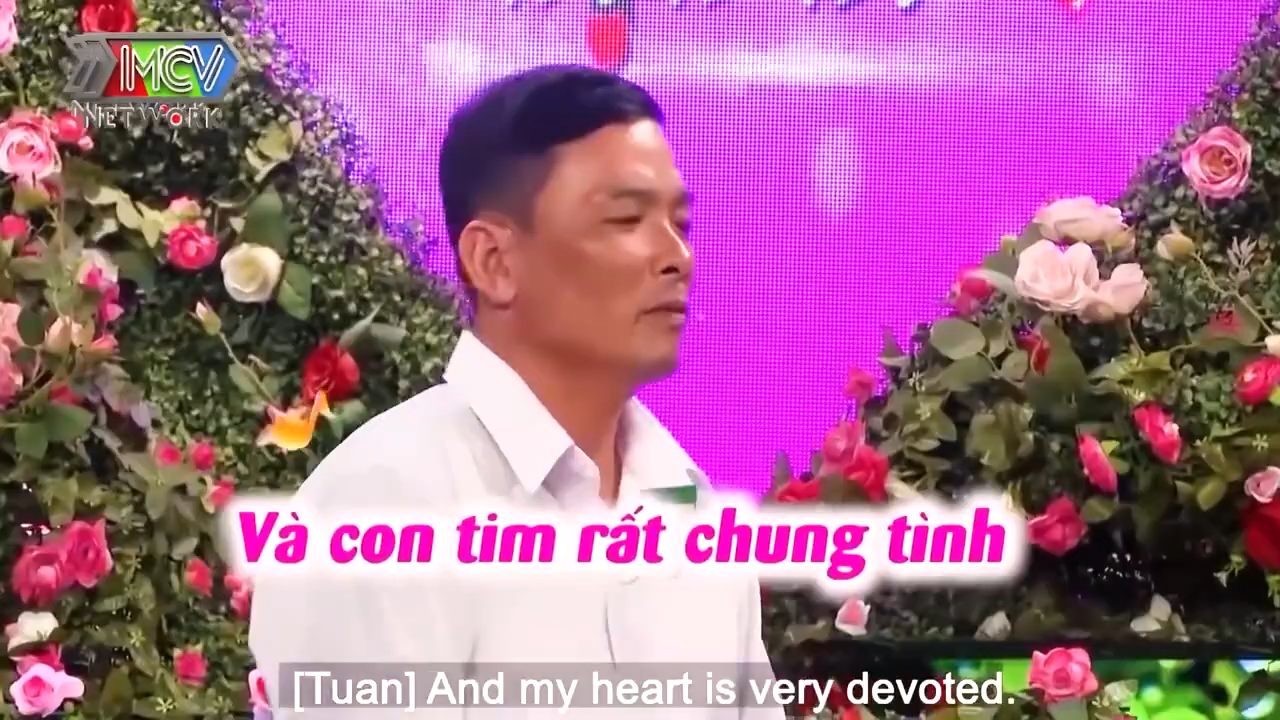 MCV
NETWORK
Và con tim rất chung tình
[Tuan] And my heart is very devoted.